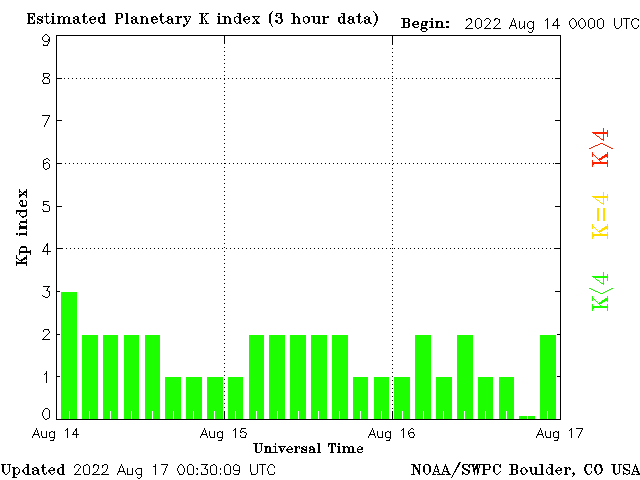 Estimated Planetary K index (3 hour data) Begin: 2022 Aug 14 0000 UTC
9
8
7
6
5
4
3
2
1
0
Kp index
K>4
K=4
K<4
Aug 14 Aug 15 Aug 16 Aug 17
Universal Time
Updated 2022 Aug 17 00:30:09 UTC NOAA/SWPC Boulder, CO USA